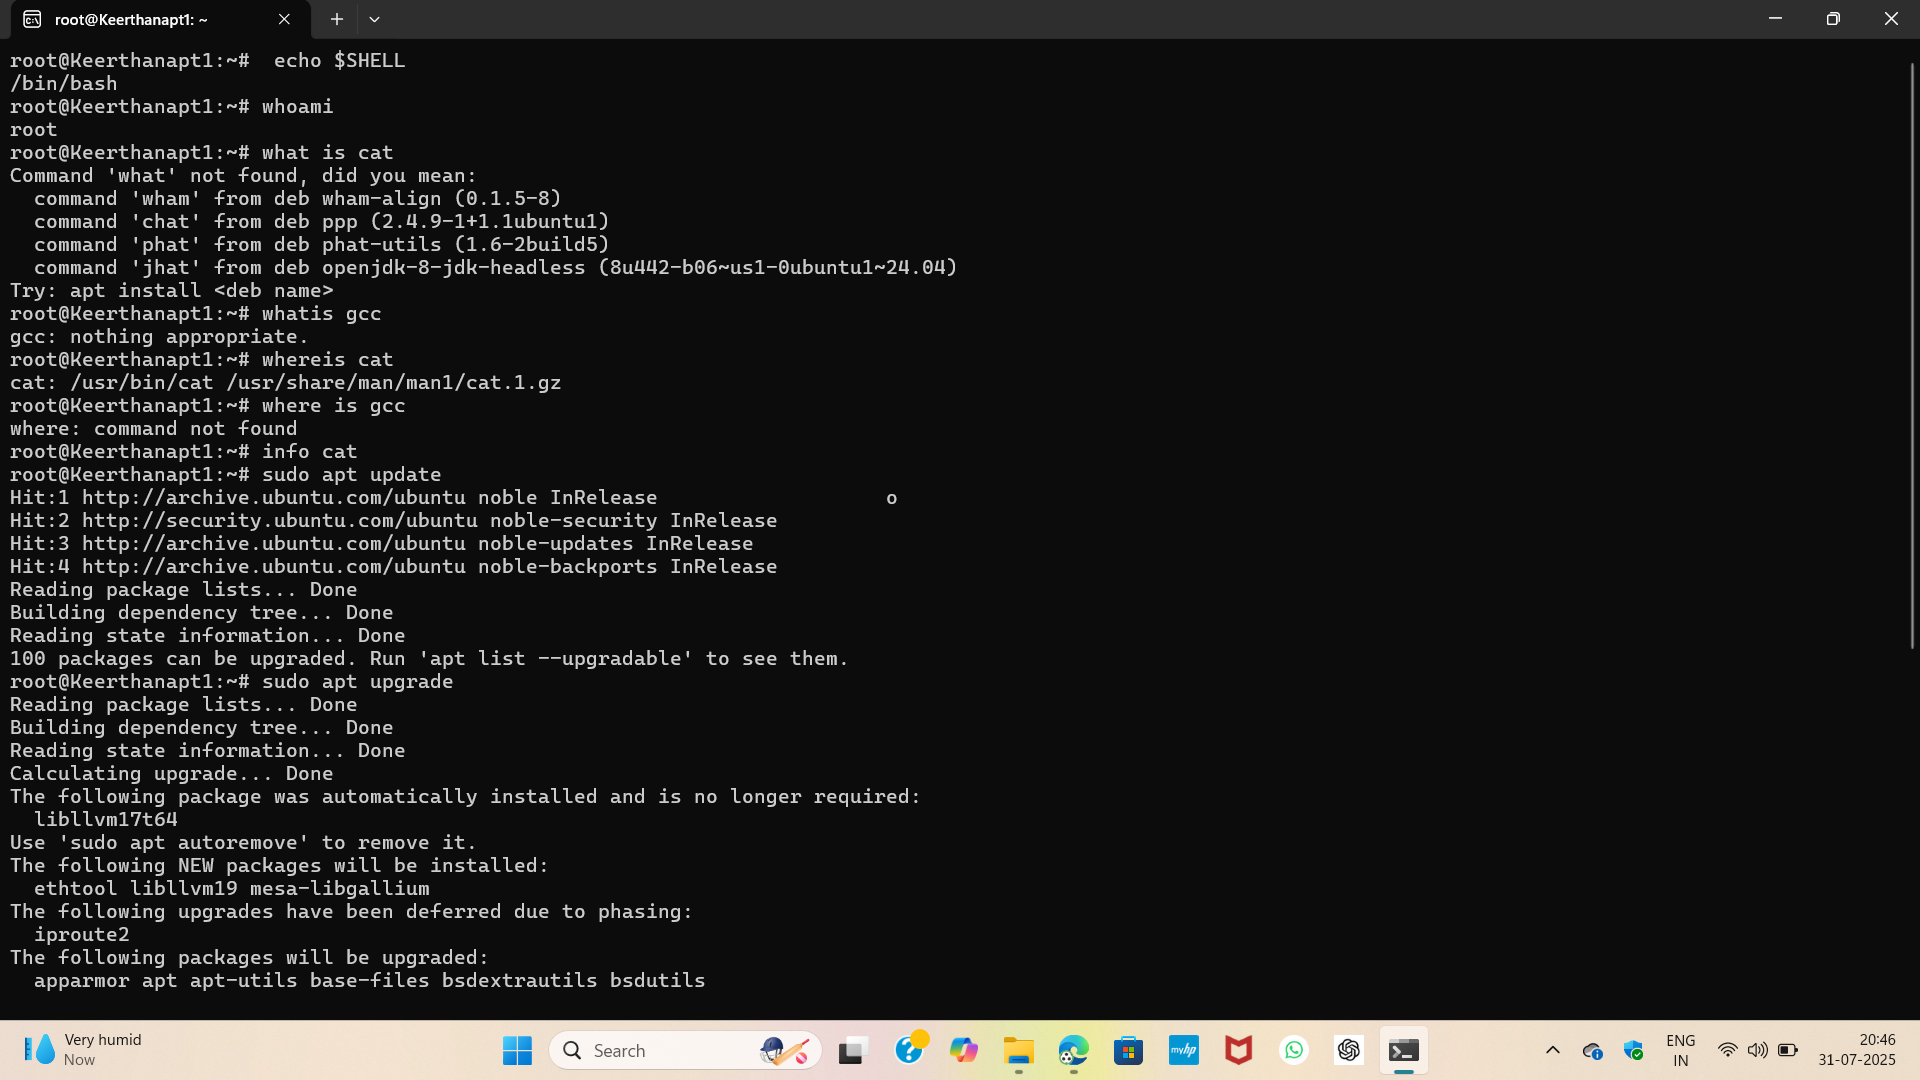 root@Keerthanapt1: ~
root@Keerthanapt1:~#  echo $SHELL
/bin/bash
root@Keerthanapt1:~# whoami
root
root@Keerthanapt1:~# what is cat
Command 'what' not found, did you mean:
  command 'wham' from deb wham-align (0.1.5-8)
  command 'chat' from deb ppp (2.4.9-1+1.1ubuntu1)
  command 'phat' from deb phat-utils (1.6-2build5)
  command 'jhat' from deb openjdk-8-jdk-headless (8u442-b06~us1-0ubuntu1~24.04)
Try: apt install <deb name>
root@Keerthanapt1:~# whatis gcc
gcc: nothing appropriate.
root@Keerthanapt1:~# whereis cat
cat: /usr/bin/cat /usr/share/man/man1/cat.1.gz
root@Keerthanapt1:~# where is gcc
where: command not found
root@Keerthanapt1:~# info cat
root@Keerthanapt1:~# sudo apt update
Hit:1 http://archive.ubuntu.com/ubuntu noble InRelease                   o
Hit:2 http://security.ubuntu.com/ubuntu noble-security InRelease
Hit:3 http://archive.ubuntu.com/ubuntu noble-updates InRelease
Hit:4 http://archive.ubuntu.com/ubuntu noble-backports InRelease
Reading package lists... Done
Building dependency tree... Done
Reading state information... Done
100 packages can be upgraded. Run 'apt list --upgradable' to see them.
root@Keerthanapt1:~# sudo apt upgrade
Reading package lists... Done
Building dependency tree... Done
Reading state information... Done
Calculating upgrade... Done
The following package was automatically installed and is no longer required:
  libllvm17t64
Use 'sudo apt autoremove' to remove it.
The following NEW packages will be installed:
  ethtool libllvm19 mesa-libgallium
The following upgrades have been deferred due to phasing:
  iproute2
The following packages will be upgraded:
  apparmor apt apt-utils base-files bsdextrautils bsdutils
Very humid
Now
Search
myhp
ENG
IN
20:46
31-07-2025